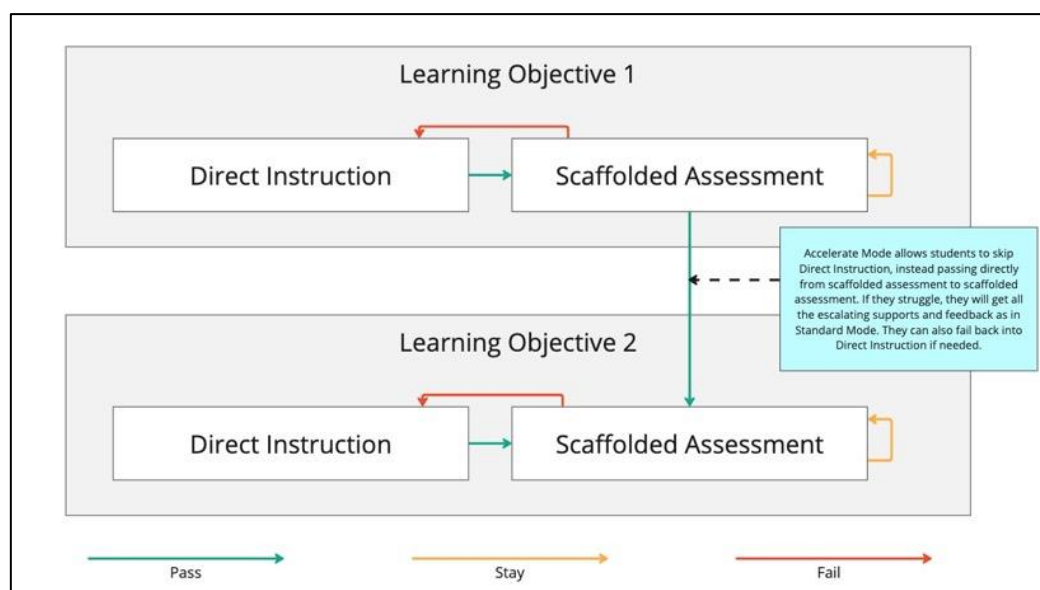 Learning Objective 1
Direct Instruction
Scaffolded Assessment
Accelerate Mode allows students to skip
Direct Instruction, instead passing directly
from scaffolded assessment to scaffolded
assessment. If they struggle, they will get all
the escalating supports and feedback as in
Standard Mode. They can also fail back into
Direct Instruction if needed.
Learning Objective 2
Direct Instruction
Scaffolded Assessment
Pass
Stay
Fail